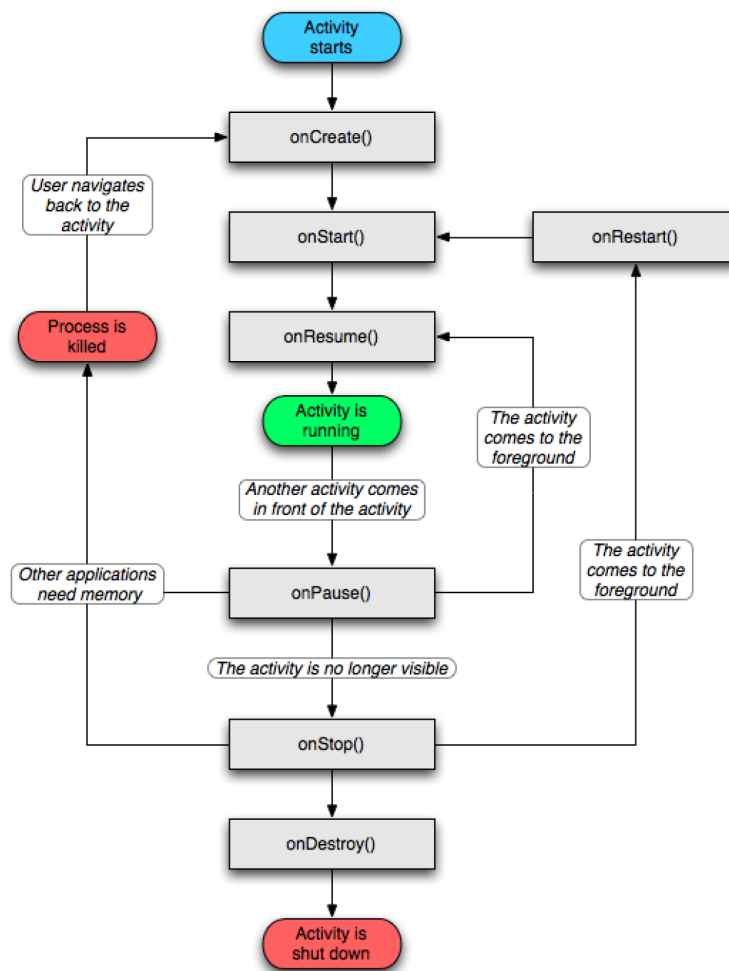 Activity
starts
onCreate()
User navigates
back to the
activity
onStart()
onRestart()
Process is
killed
onResume()
Activity is
running
The activity
comes to the
foreground
Another activity comes
in front of the activity
The activity
comes to the
foreground
Other applications
need memory
onPause()
The activity is no longer visible
onStop()
onDestroy()
Activity is
shut down